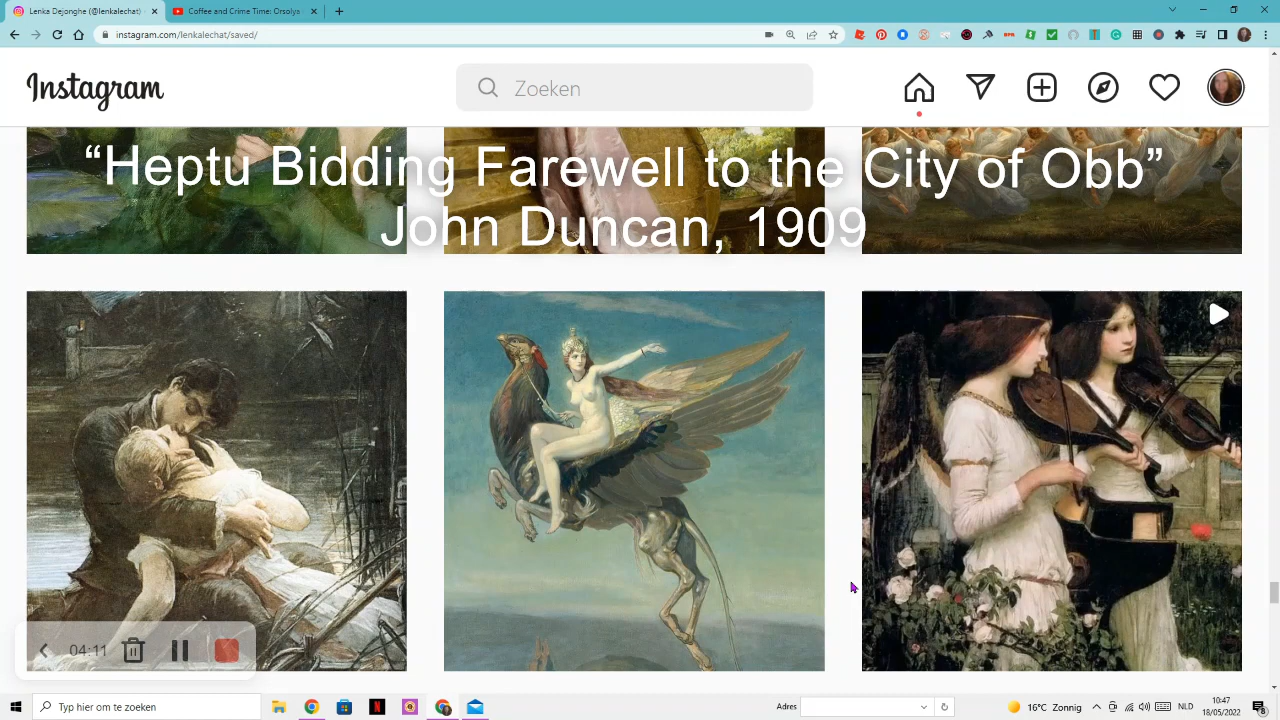 Lenka Dejonghe (@lenkalechat)
Coffee and Crime Time: Orsolya
instagram.com/lenkalechat/saved/
Instagram
Zoeken
“Heptu Bidding Farewell to the City of Obb”
John Duncan, 1909
04:11
Typ hier om te zoeken
Adres
16°C Zonnig
NLD
10:47
18/05/2022